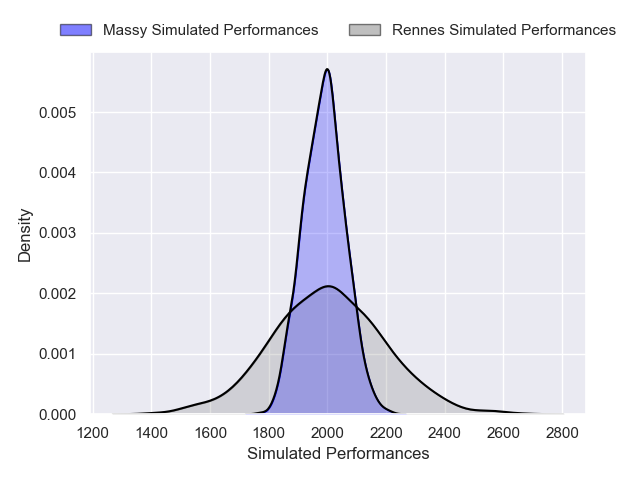 Massy Simulated Performances Rennes Simulated Performances
0.005
0.004
0.003
0.002
0.001
0.000
Density
1200 1400 1600 1800 2000 2200 2400 2600 2800
Simulated Performances